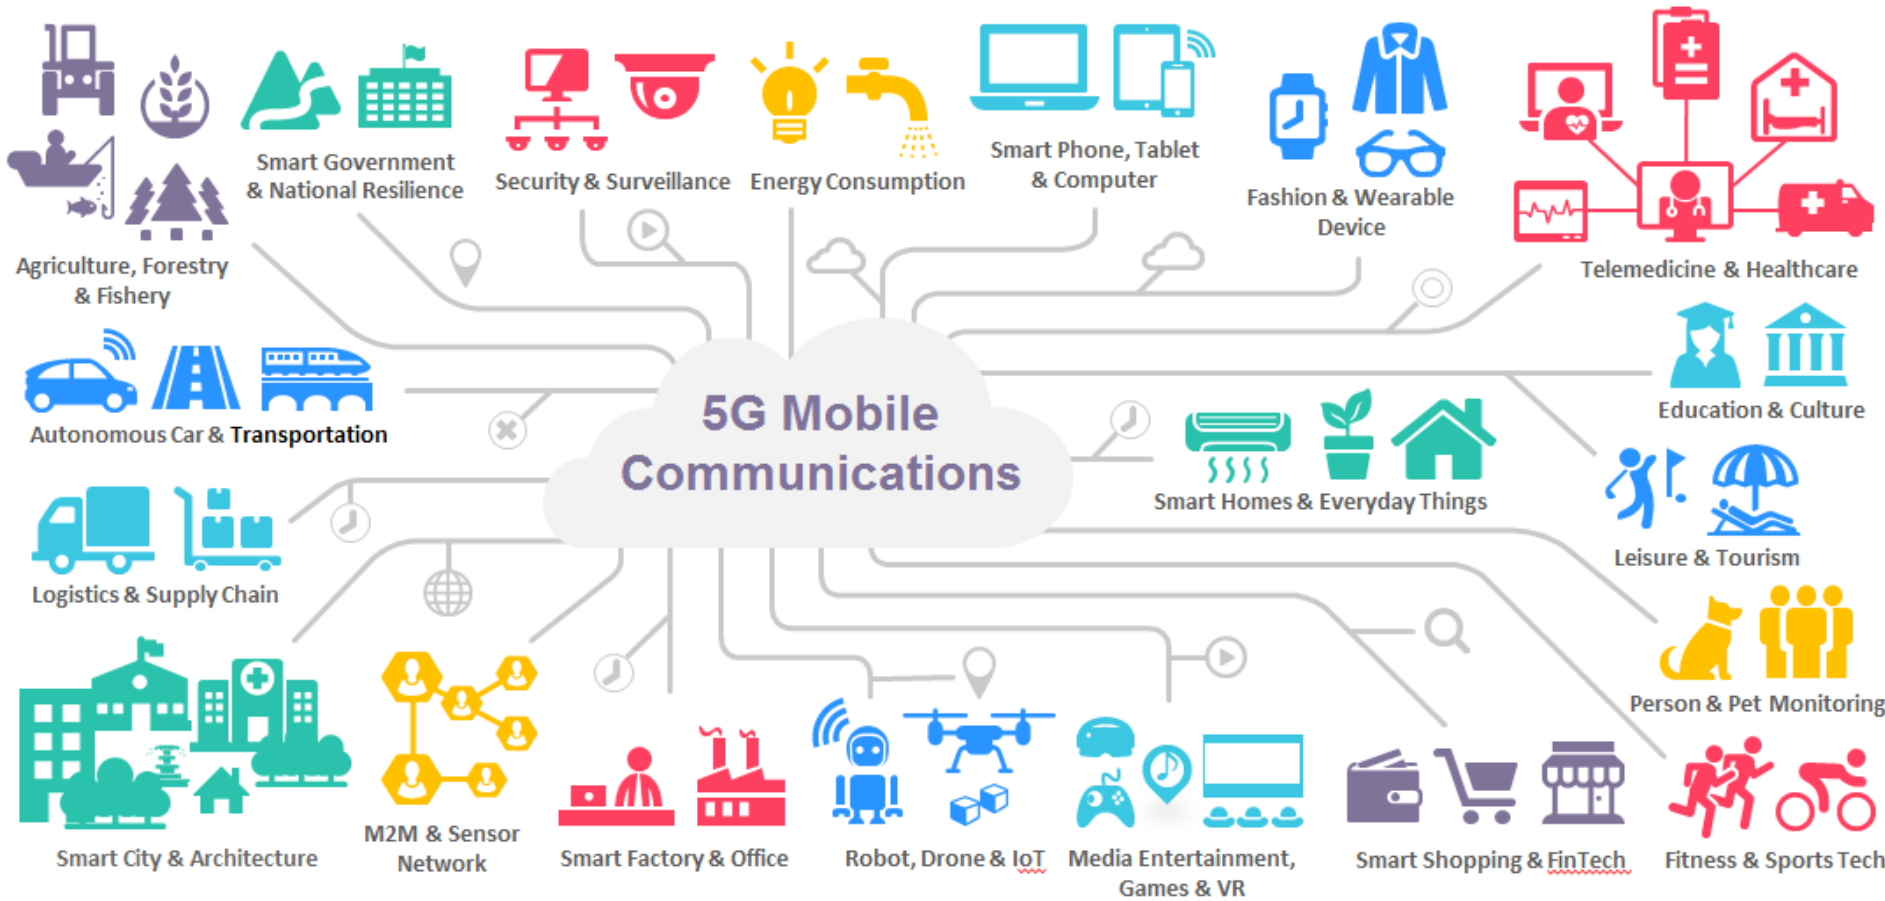 Smart Government
& National Resilience
Security & Surveillance
Energy Consumption
Smart Phone, Tablet
& Computer
Fashion & Wearable
Device
Telemedicine & Healthcare
Agriculture, Forestry
& Fishery
Autonomous Car & Transportation
5G Mobile
Communications
Education & Culture
Smart Homes & Everyday Things
Leisure & Tourism
Logistics & Supply Chain
Person & Pet Monitoring
Smart City & Architecture
M2M & Sensor
Network
Smart Factory & Office
Robot, Drone & IoT
Media Entertainment,
Games & VR
Smart Shopping & FinTech
Fitness & Sports Tech